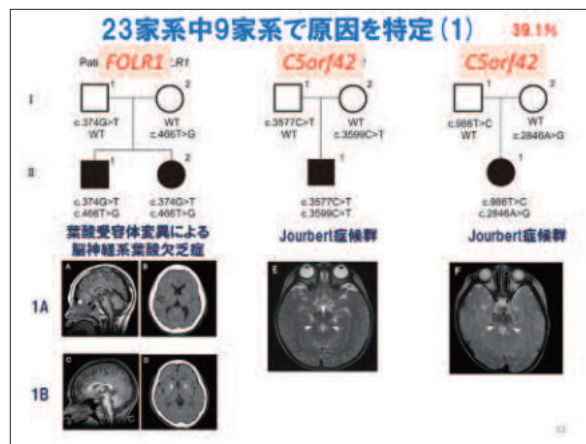 23家系中9家系で原因を特定(1)
39.1%
FOLR1
C5orf42
C5orf42
I
1
2
1
2
1
2
c.374G>T
WT
WT
c.466T>G
c.3577C>T
WT
WT
c.3599C>T
c.986T>C
WT
WT
c.2846A>G
II
1
2
1
1
c.374G>T
c.466T>G
c.374G>T
c.466T>G
c.3577C>T
c.3599C>T
c.986T>C
c.2846A>G
葉酸受容体変異による
脳神経系葉酸欠乏症
Jourbert症候群
Jourbert症候群
1A
A
B
E
F
1B
C
D